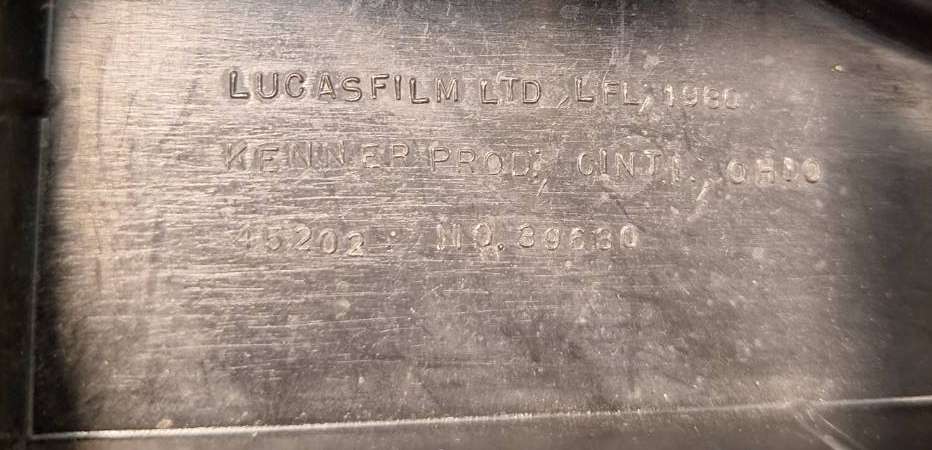 LUCASFILM LTD, LFL, 1980
KENNER PROD., CINTI., OHIO
45202. NO. 39680